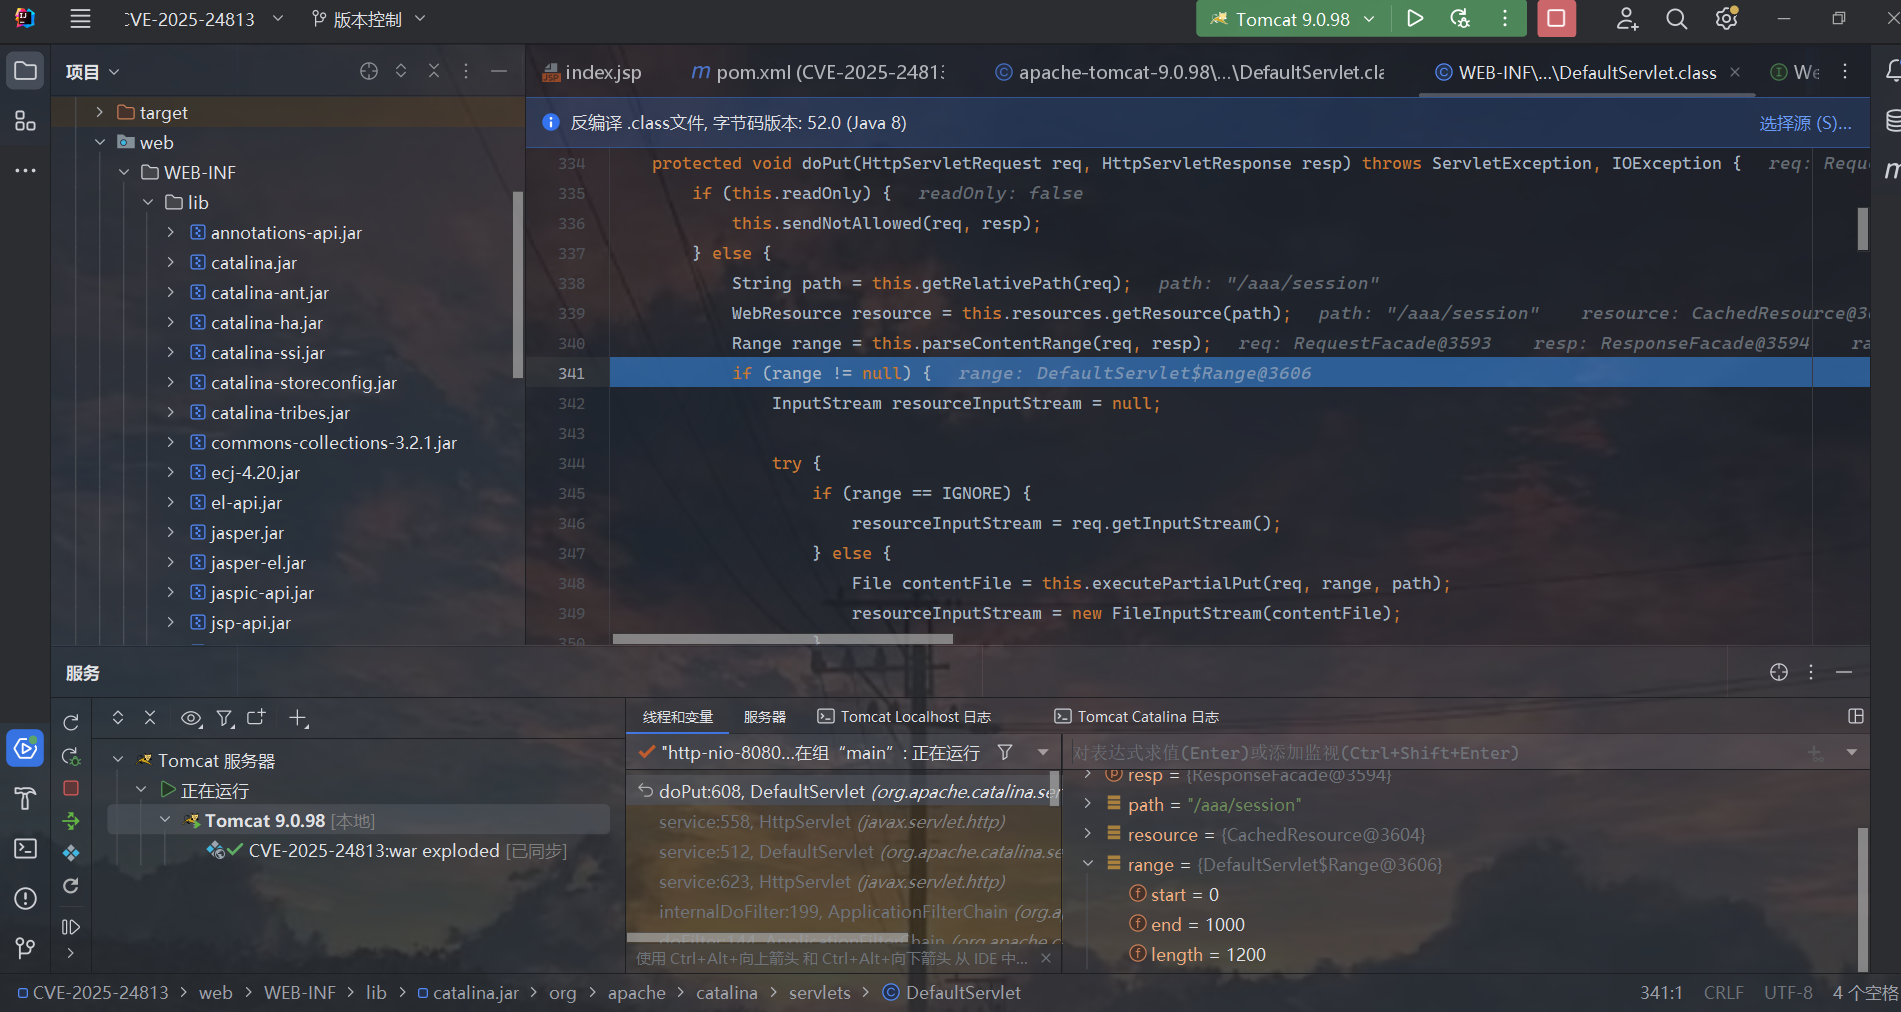 CVE-2025-24813
版本控制
Tomcat 9.0.98
项目
index.jsp
pom.xml (CVE-2025-24813
apache-tomcat-9.0.98\...\DefaultServlet.cla
WEB-INF\...\DefaultServlet.class
We
反编译 .class文件, 字节码版本: 52.0 (Java 8)
选择源 (S)...
target
web
WEB-INF
lib
annotations-api.jar
catalina.jar
catalina-ant.jar
catalina-ha.jar
catalina-ssi.jar
catalina-storeconfig.jar
catalina-tribes.jar
commons-collections-3.2.1.jar
ecj-4.20.jar
el-api.jar
jasper.jar
jasper-el.jar
jaspic-api.jar
jsp-api.jar
334 protected void doPut(HttpServletRequest req, HttpServletResponse resp) throws ServletException, IOException { req: Reque
335 if (this.readOnly) { readOnly: false
336 this.sendNotAllowed(req, resp);
337 } else {
338 String path = this.getRelativePath(req); path: "/aaa/session"
339 WebResource resource = this.resources.getResource(path); path: "/aaa/session" resource: CachedResource@3
340 Range range = this.parseContentRange(req, resp); req: RequestFacade@3593 resp: ResponseFacade@3594 ra
341 if (range != null) { range: DefaultServlet$Range@3606
342 InputStream resourceInputStream = null;
343
344 try {
345 if (range == IGNORE) {
346 resourceInputStream = req.getInputStream();
347 } else {
348 File contentFile = this.executePartialPut(req, range, path);
349 resourceInputStream = new FileInputStream(contentFile);
350 }
服务
Tomcat 服务器
正在运行
Tomcat 9.0.98 [本地]
CVE-2025-24813:war exploded [已同步]
线程和变量
服务器
Tomcat Localhost 日志
Tomcat Catalina 日志
"http-nio-8080...在组“main”: 正在运行
doPut:608, DefaultServlet (org.apache.catalina.ser
service:558, HttpServlet (javax.servlet.http)
service:512, DefaultServlet (org.apache.catalina.se
service:623, HttpServlet (javax.servlet.http)
internalDoFilter:199, ApplicationFilterChain (org.a
doFilter:144, ApplicationFilterChain (org.apache.c
使用 Ctrl+Alt+向上箭头 和 Ctrl+Alt+向下箭头 从 IDE 中...
对表达式求值(Enter)或添加监视(Ctrl+Shift+Enter)
resp = {ResponseFacade@3594}
path = "/aaa/session"
resource = {CachedResource@3604}
range = {DefaultServlet$Range@3606}
start = 0
end = 1000
length = 1200
CVE-2025-24813 > web > WEB-INF > lib > catalina.jar > org > apache > catalina > servlets > DefaultServlet
341:1 CRLF UTF-8 4 个空格